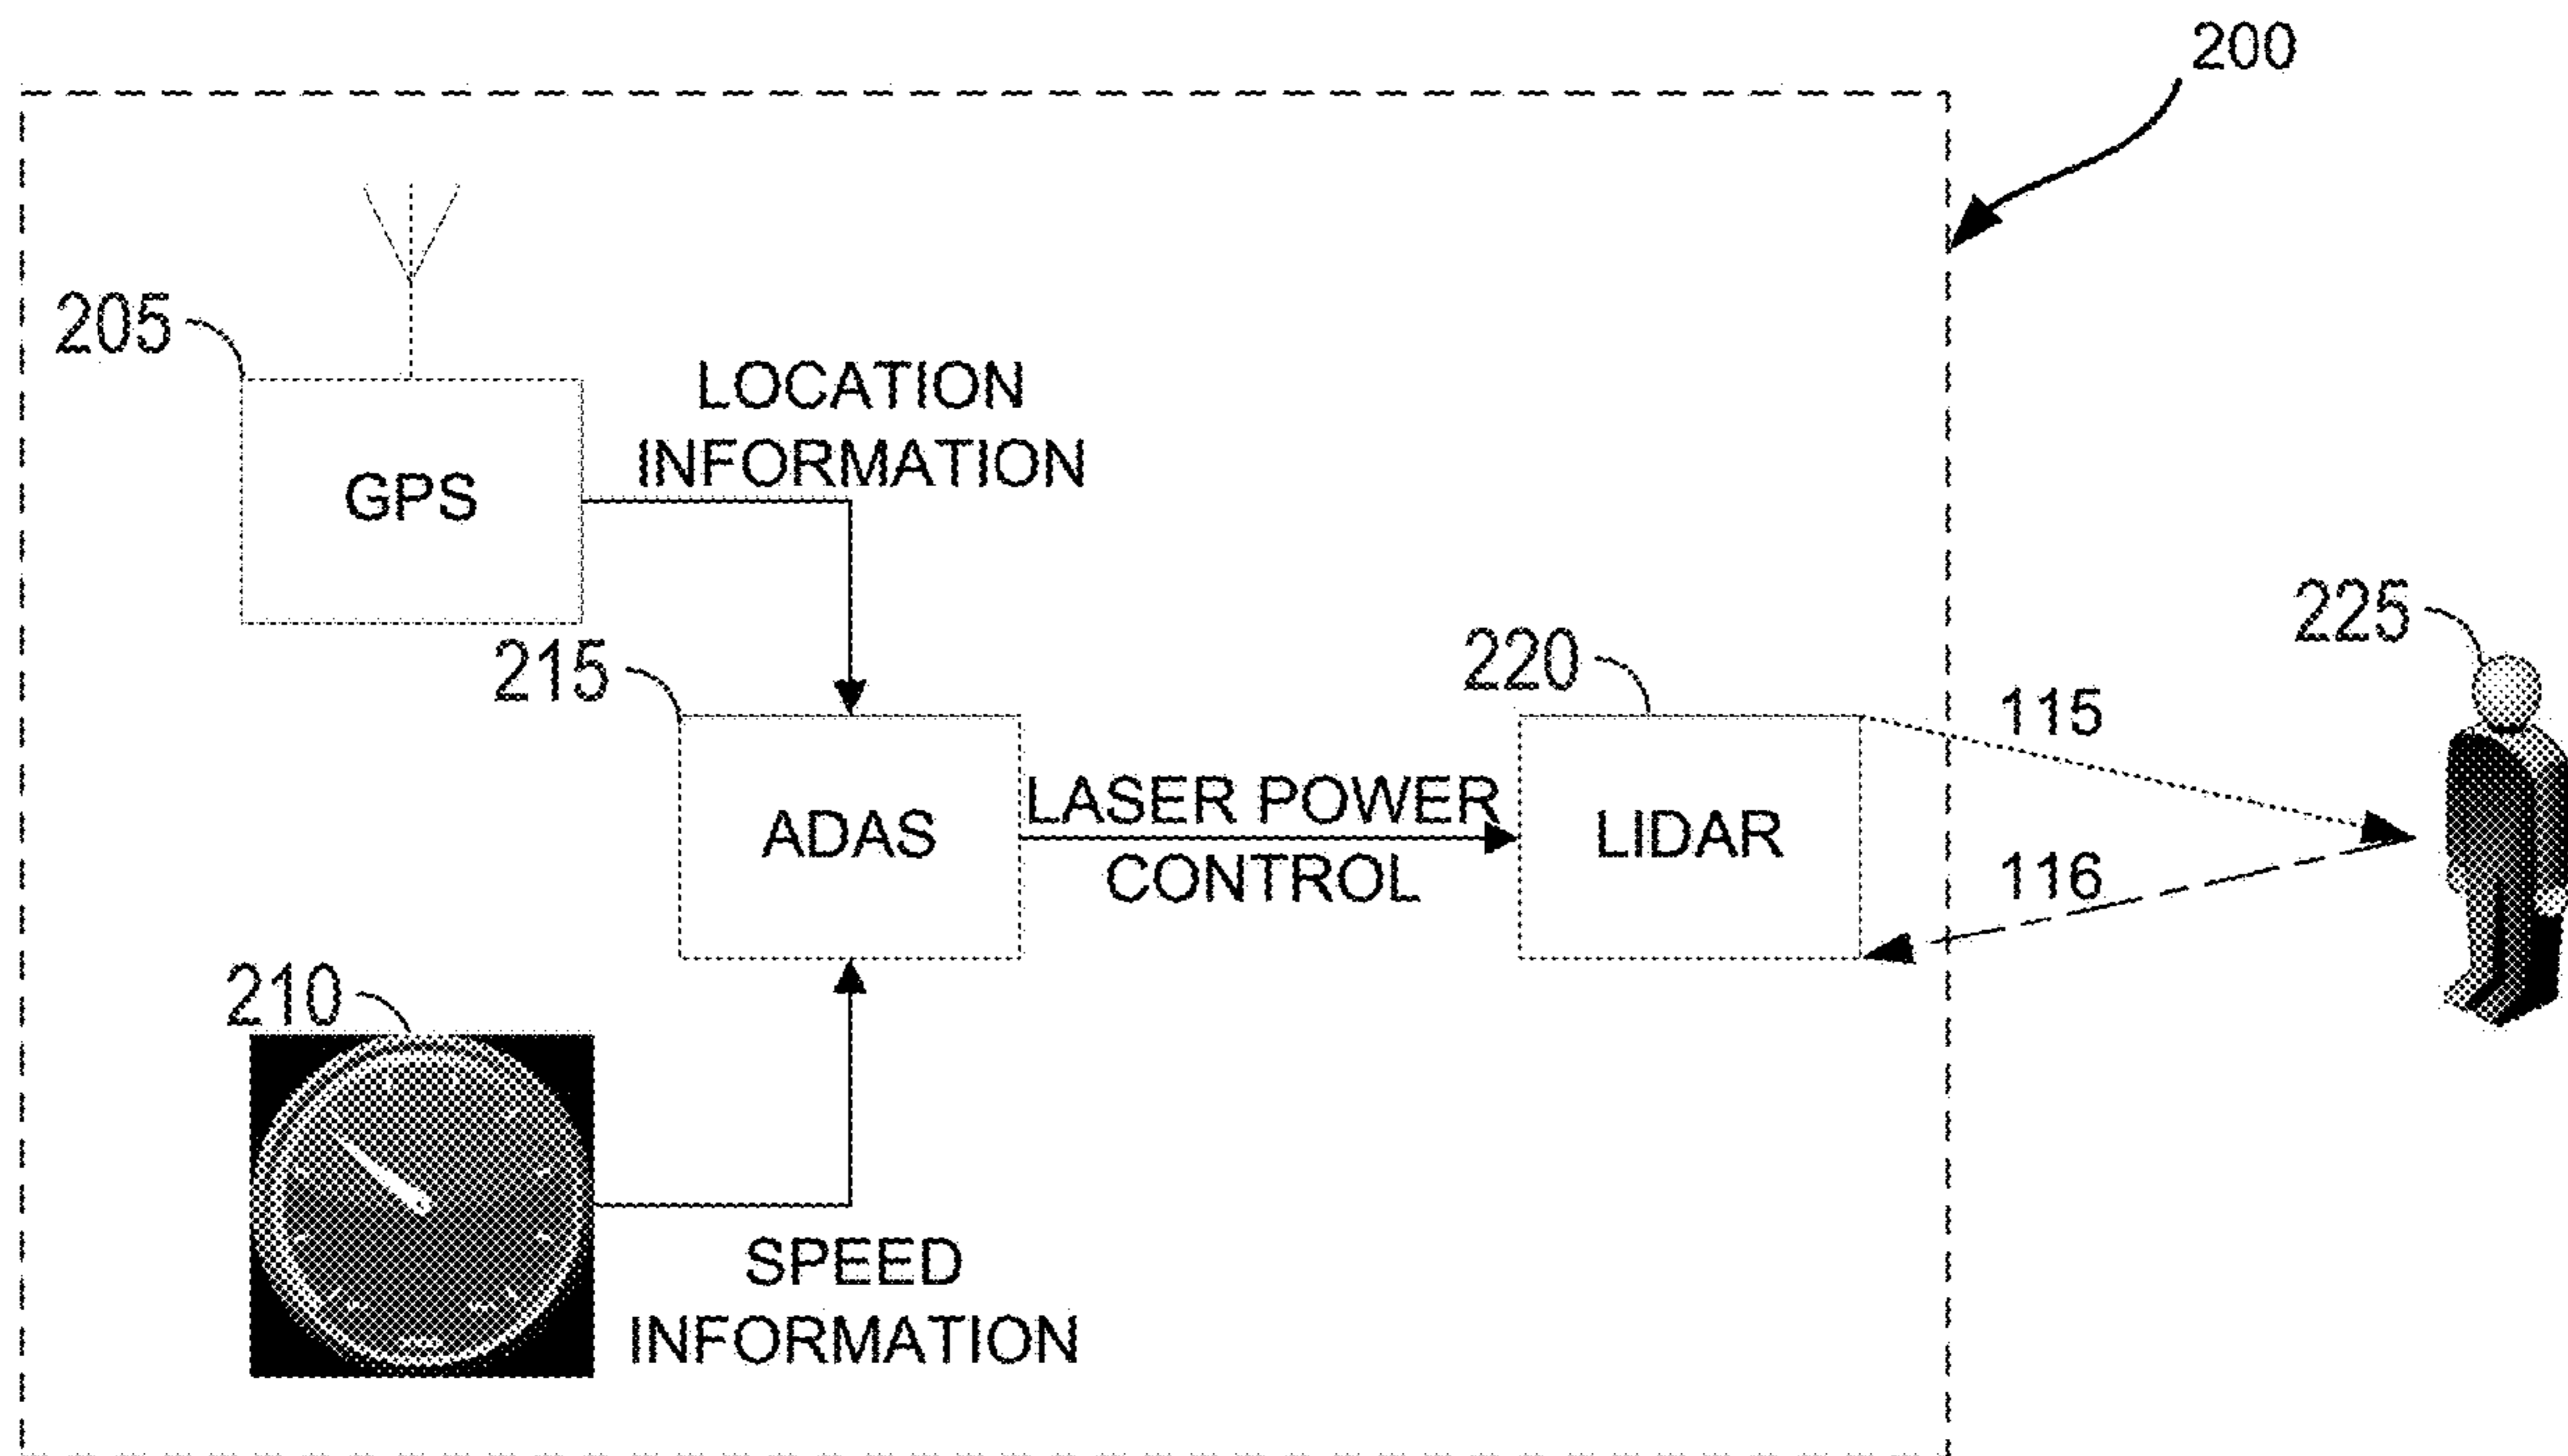 200
205
LOCATION
INFORMATION
GPS
225
215
220
115
LASER POWER
ADAS
LIDAR
CONTROL
116
210
SPEED
INFORMATION